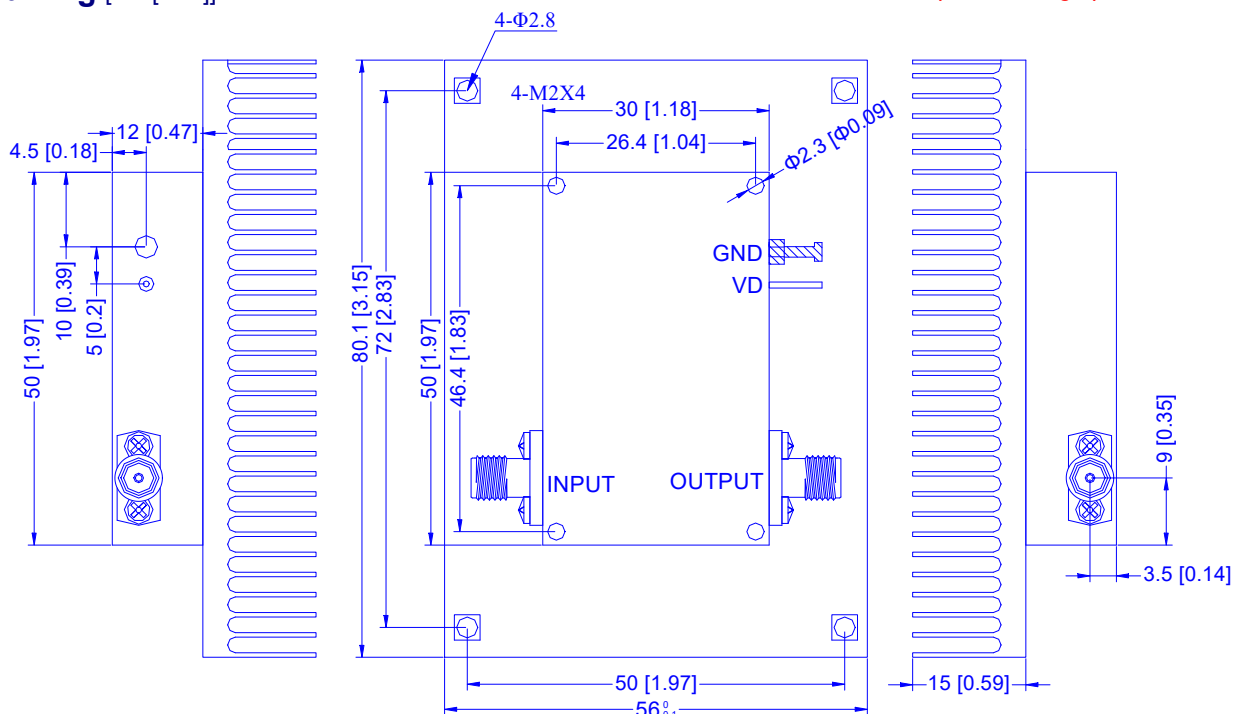 4-Φ2.8
4-M2X4
30 [1.18]
26.4 [1.04]
Φ2.3 [Φ0.09]
12 [0.47]
4.5 [0.18]
50 [1.97]
10 [0.39]
5 [0.2]
80.1 [3.15]
72 [2.83]
50 [1.97]
46.4 [1.83]
GND
VD
INPUT
OUTPUT
9 [0.35]
3.5 [0.14]
50 [1.97]
15 [0.59]
56